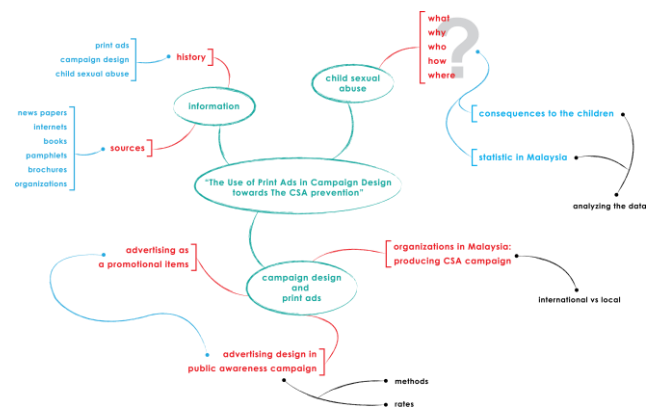 print ads
campaign design
child sexual abuse
history
information
news papers
internets
books
pamphlets
brochures
organizations
sources
child sexual
abuse
what
why
who
how
where
?
consequences to the children
statistic in Malaysia
analyzing the data
"The Use of Print Ads in Campaign Design
towards The CSA prevention"
advertising as
a promotional items
campaign design
and
print ads
organizations in Malaysia:
producing CSA campaign
international vs local
advertising design in
public awareness campaign
methods
rates